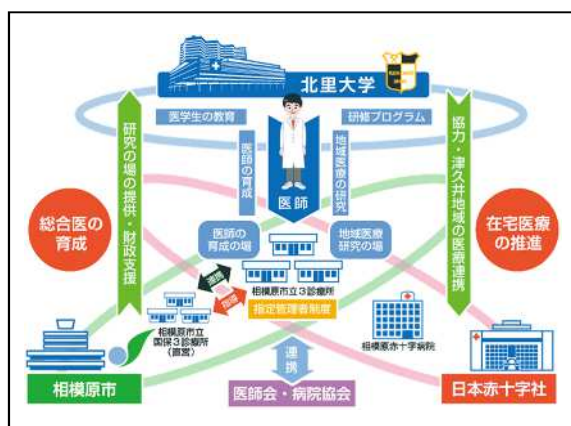 北里大学
医学生の教育
研修プログラム
研究の場の提供・財政支援
医師の育成
地域医療の研究
協力・津久井地域の医療連携
医師
総合医の
育成
在宅医療
の推進
医師の
育成の場
地域医療
研究の場
連携
指導
相模原市立3診療所
指定管理者制度
相模原市立
国保3診療所
(直営)
相模原赤十字病院
連携
相模原市
医師会・病院協会
日本赤十字社